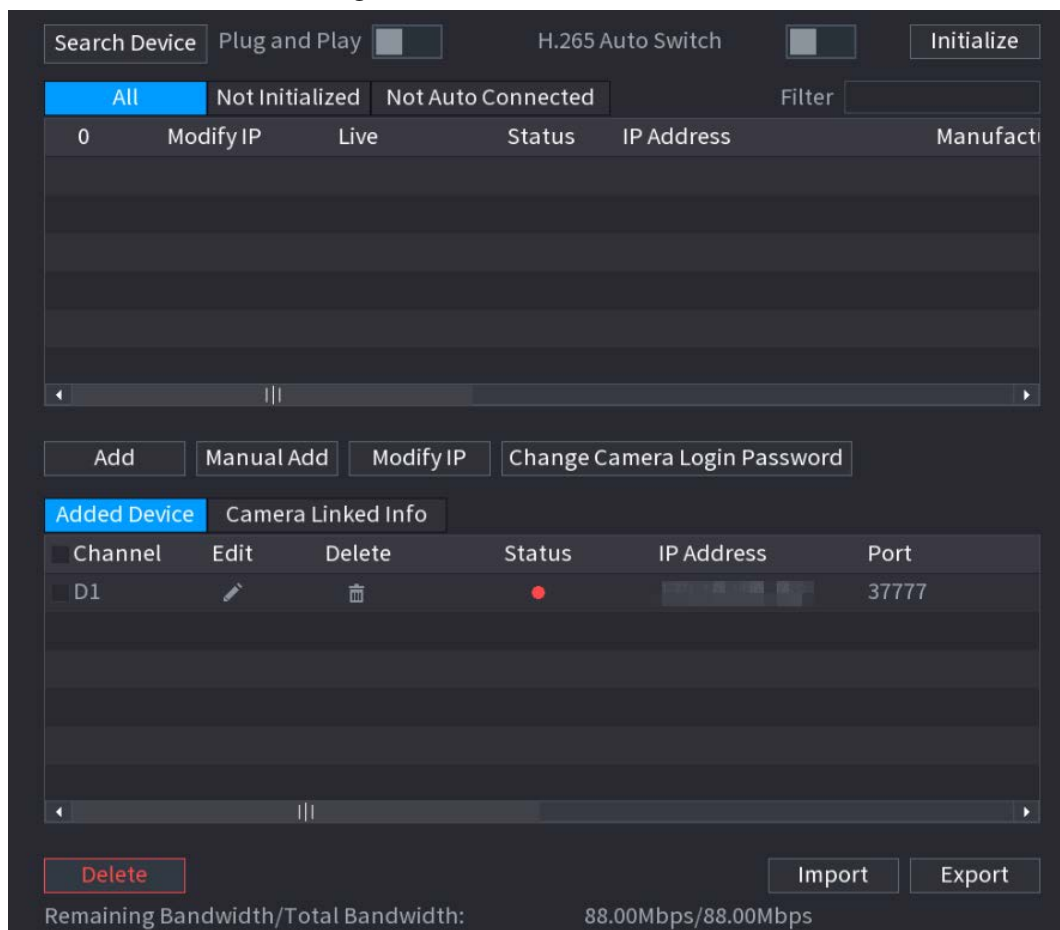 Search Device Plug and Play H.265 Auto Switch Initialize
All Not Initialized Not Auto Connected Filter
0 Modify IP Live Status IP Address Manufactu
Add Manual Add Modify IP Change Camera Login Password
Added Device Camera Linked Info
Channel Edit Delete Status IP Address Port
D1 37777
Delete Import Export
Remaining Bandwidth/Total Bandwidth: 88.00Mbps/88.00Mbps